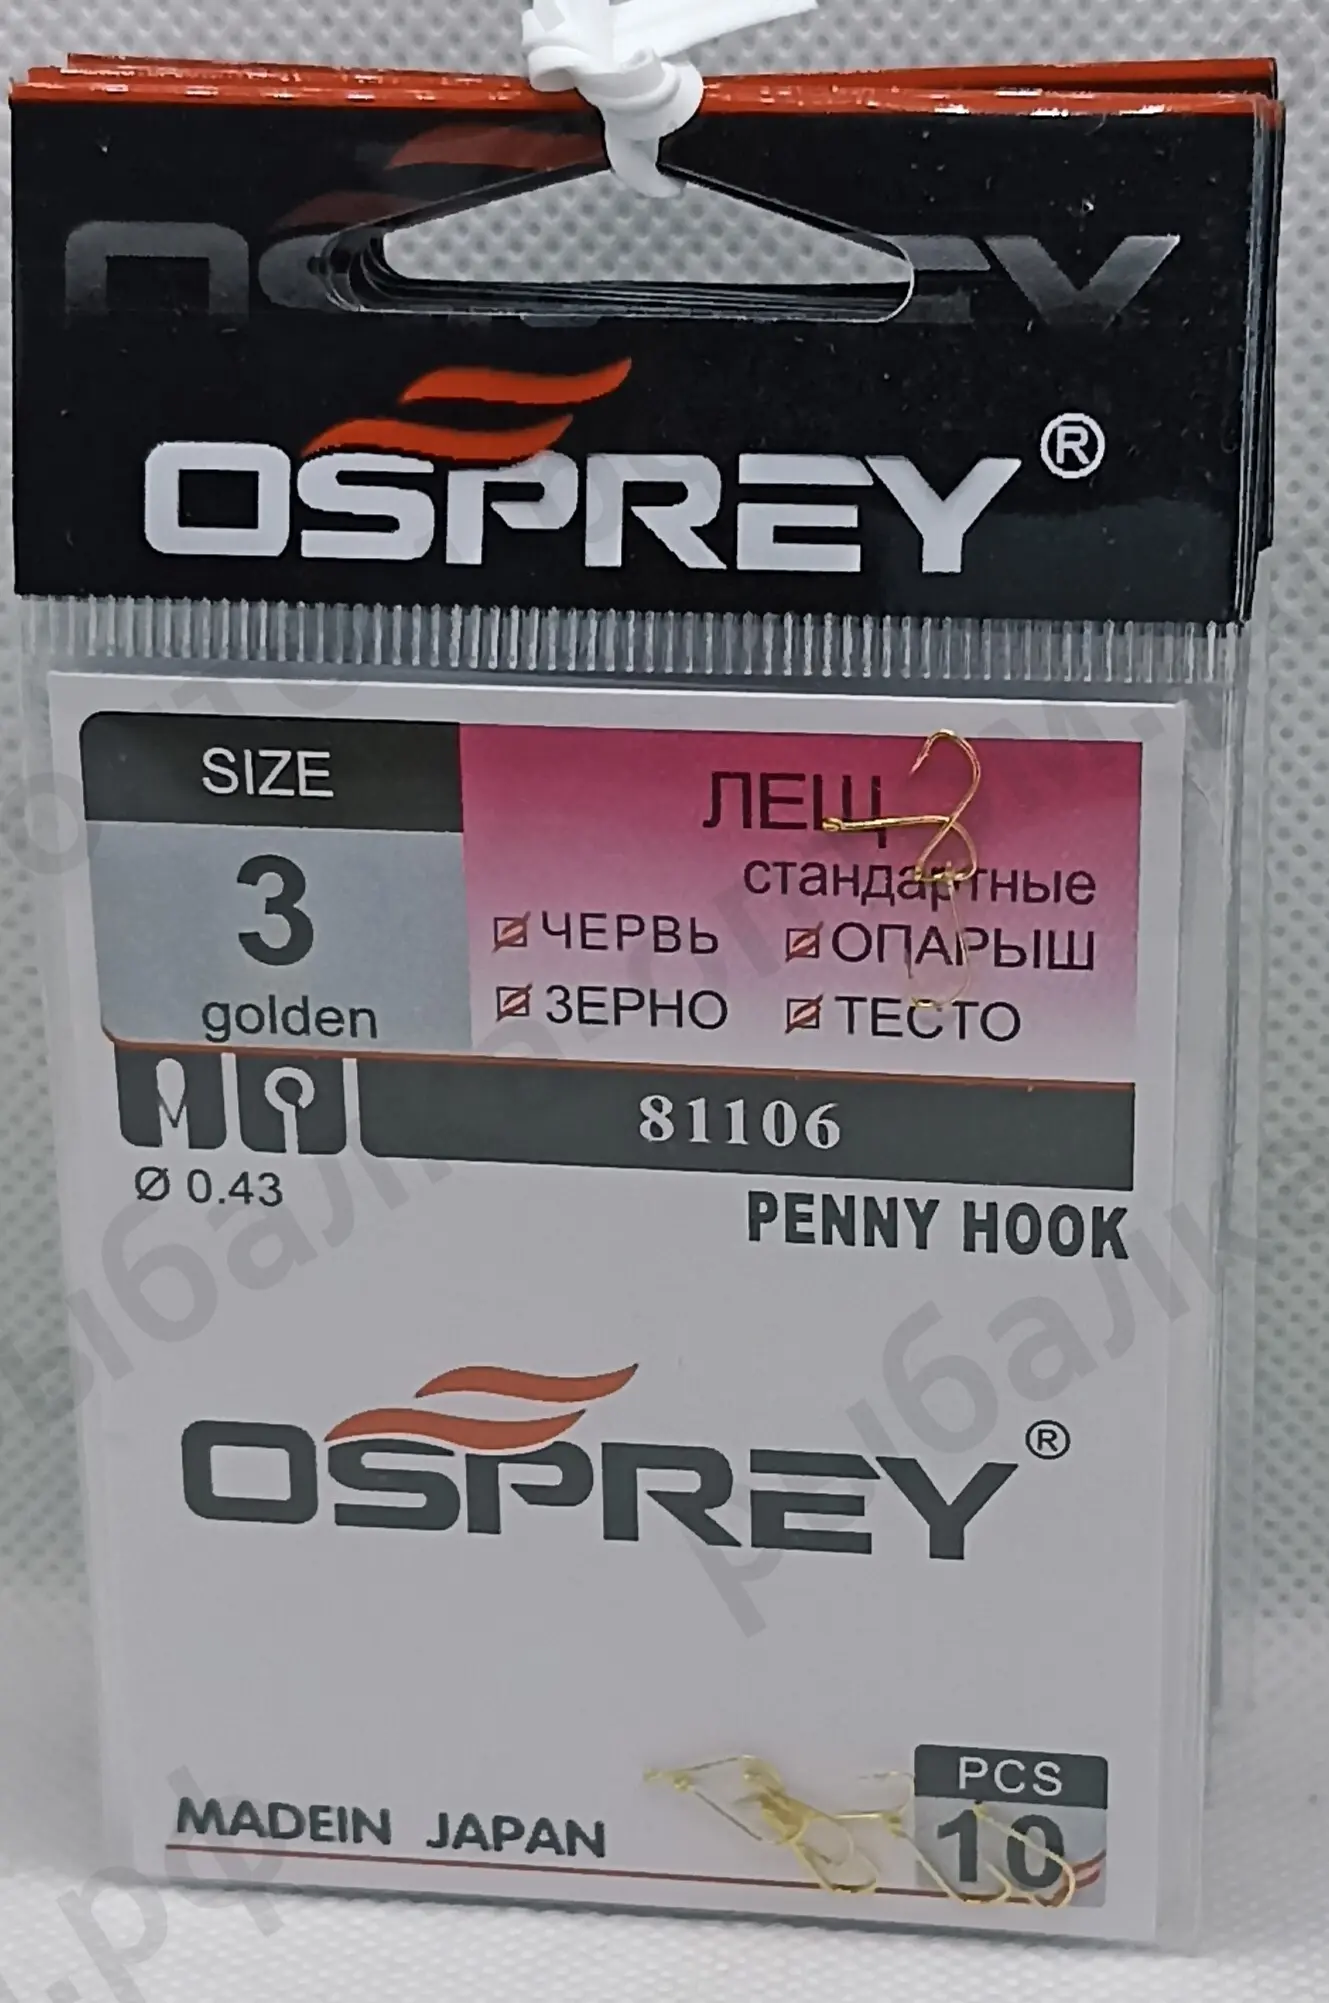 OSPREY ®
SIZE
3
golden
ЛЕЩ
стандартные
ЧЕРВЬ ОПАРЫШ
ЗЕРНО ТЕСТО
81106
Ø 0.43
PENNY HOOK
OSPREY ®
PCS
10
MADEIN JAPAN